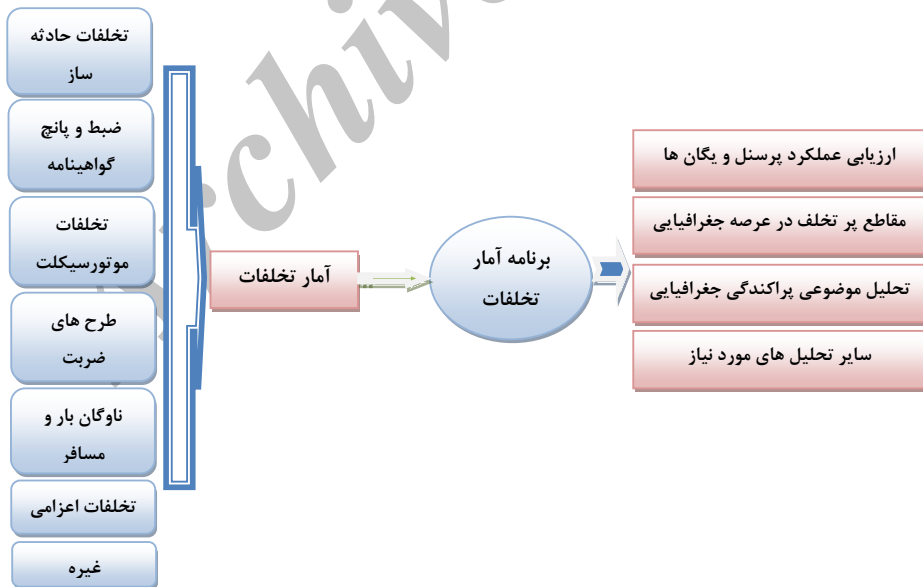 تخلفات حادثه
ساز
ضبط و پانچ
گواهینامه
تخلفات
موتورسیکلت
طرح های
ضربت
ناوگان بار و
مسافر
تخلفات اعزامی
غیره
آمار تخلفات
برنامه آمار
تخلفات
ارزیابی عملکرد پرسنل و یگان ها
مقاطع پر تخلف در عرصه جغرافیایی
تحلیل موضوعی پراکندگی جغرافیایی
سایر تحلیل های مورد نیاز